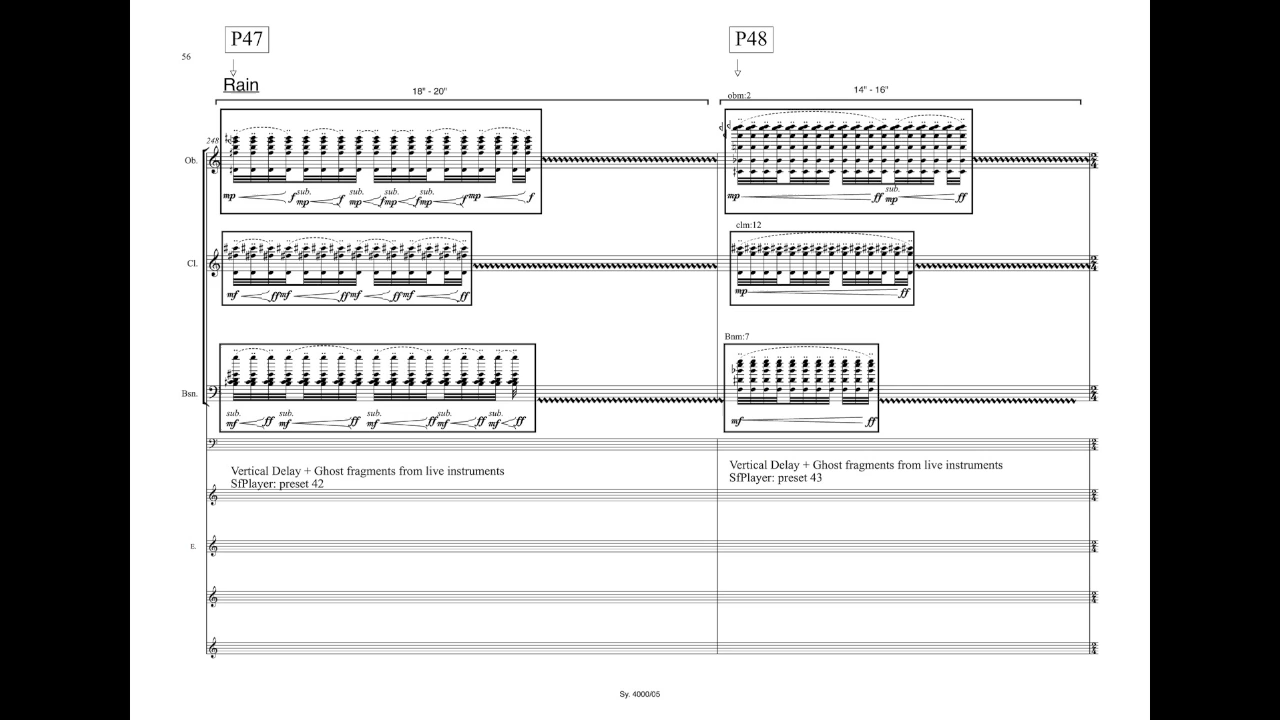 P47
P48
56
Rain
18" - 20"
obm:2
14" - 16"
248
Ob.
mp f sub. mp f sub. mp f sub. mp f sub. mp f mp f
mp ff sub. mp ff
clm:12
Cl.
mf ff mf ff mf ff mf ff
mp ff
Bnm:7
Bsn.
sub. mf ff sub. mf ff sub. mf ff sub. mf ff sub. mf ff
mf ff
Vertical Delay + Ghost fragments from live instruments
SfPlayer: preset 42
Vertical Delay + Ghost fragments from live instruments
SfPlayer: preset 43
E.
Sy. 4000/05